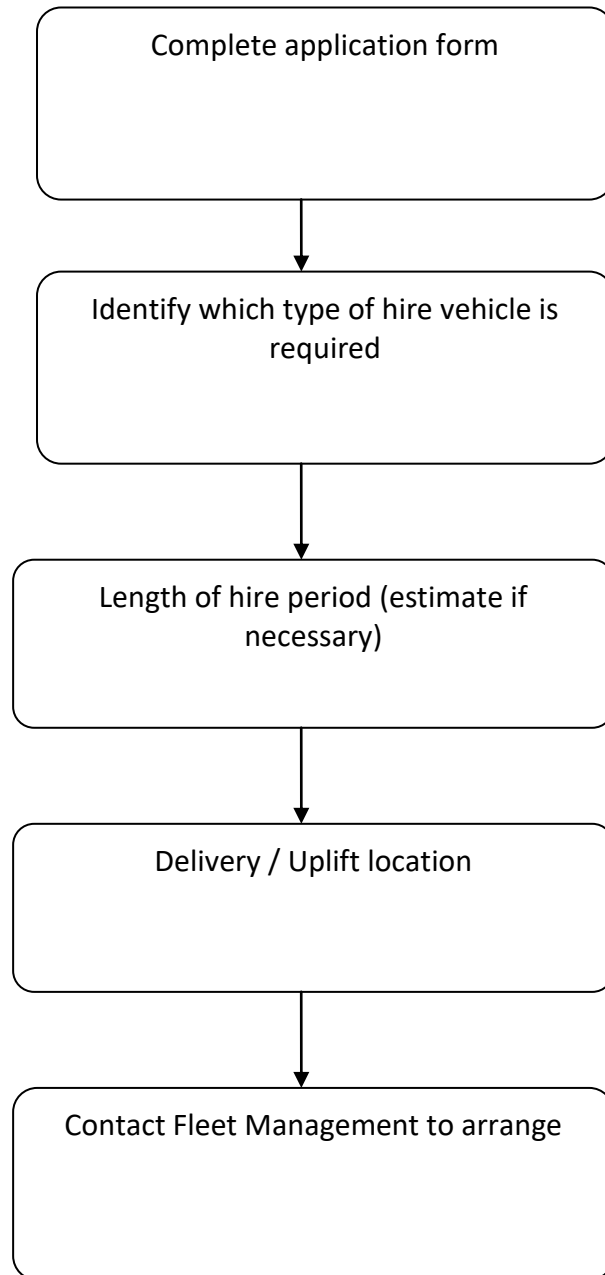 Complete application form
Identify which type of hire vehicle is
required
Length of hire period (estimate if
necessary)
Delivery / Uplift location
Contact Fleet Management to arrange